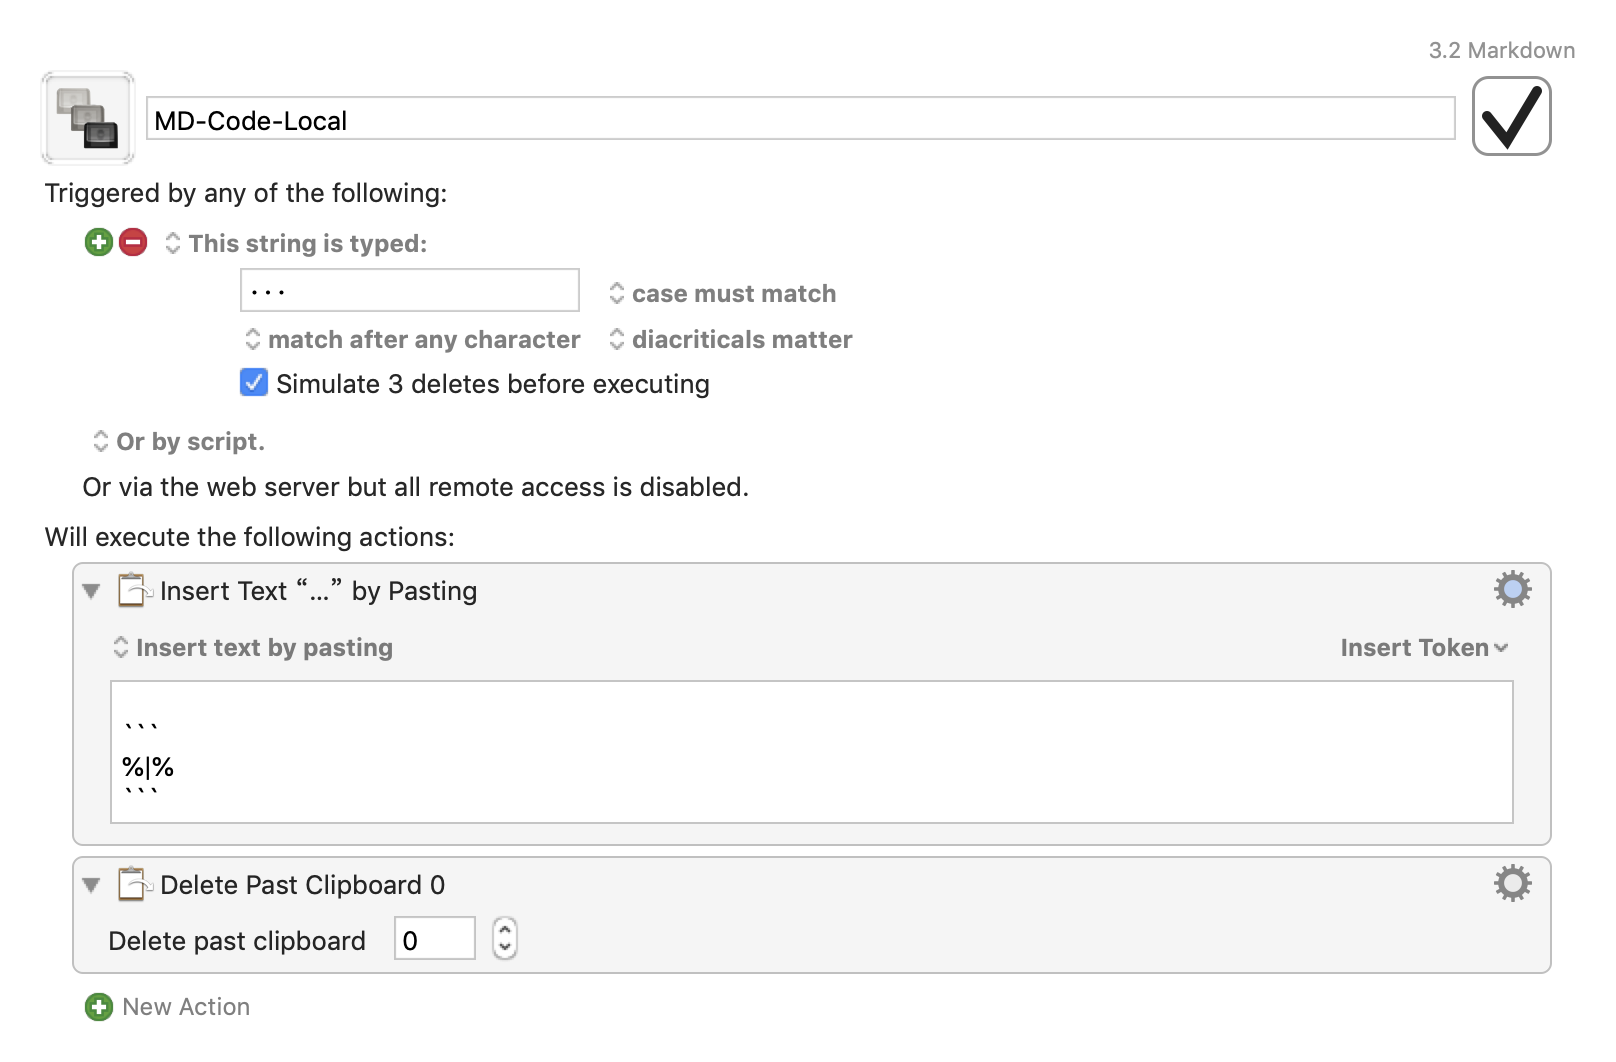 3.2 Markdown
MD-Code-Local
Triggered by any of the following:
This string is typed:
...
case must match
match after any character
diacriticals matter
Simulate 3 deletes before executing
Or by script.
Or via the web server but all remote access is disabled.
Will execute the following actions:
Insert Text “…” by Pasting
Insert text by pasting
Insert Token
```
%|%
```
Delete Past Clipboard 0
Delete past clipboard 0
New Action